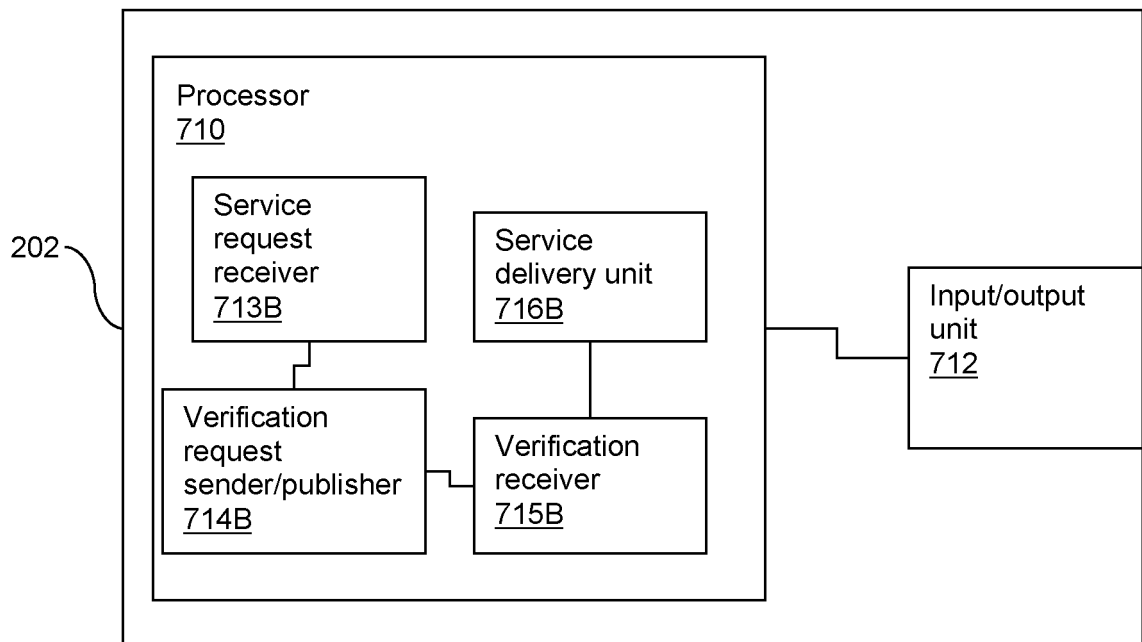 Processor
710
Service
request
receiver
713B
Service
delivery unit
716B
202
Input/output
unit
712
Verification
request
sender/publisher
714B
Verification
receiver
715B